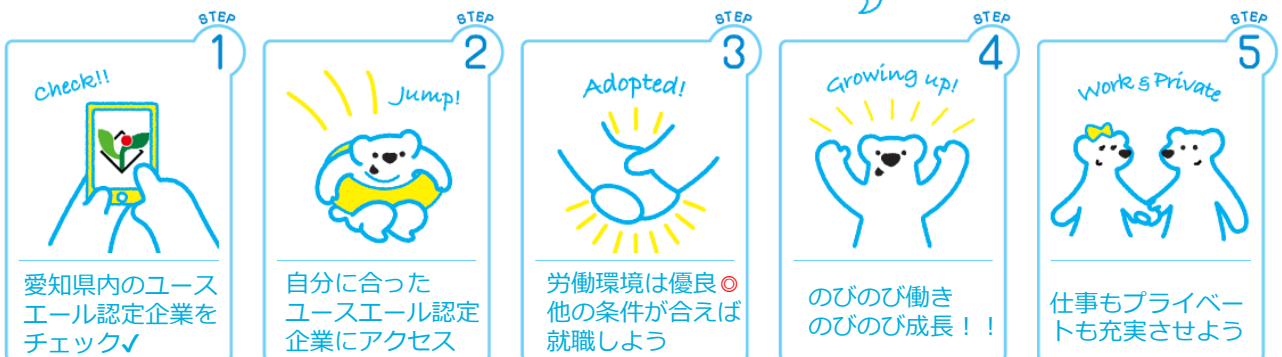 STEP
1
Check!!
愛知県内のユース
エール認定企業を
チェック✔
STEP
2
Jump!
自分に合った
ユースエール認定
企業にアクセス
STEP
3
Adopted!
労働環境は優良◎
他の条件が合えば
就職しよう
STEP
4
Growing up!
のびのび働き
のびのび成長！！
STEP
5
Work & Private
仕事もプライベー
トも充実させよう